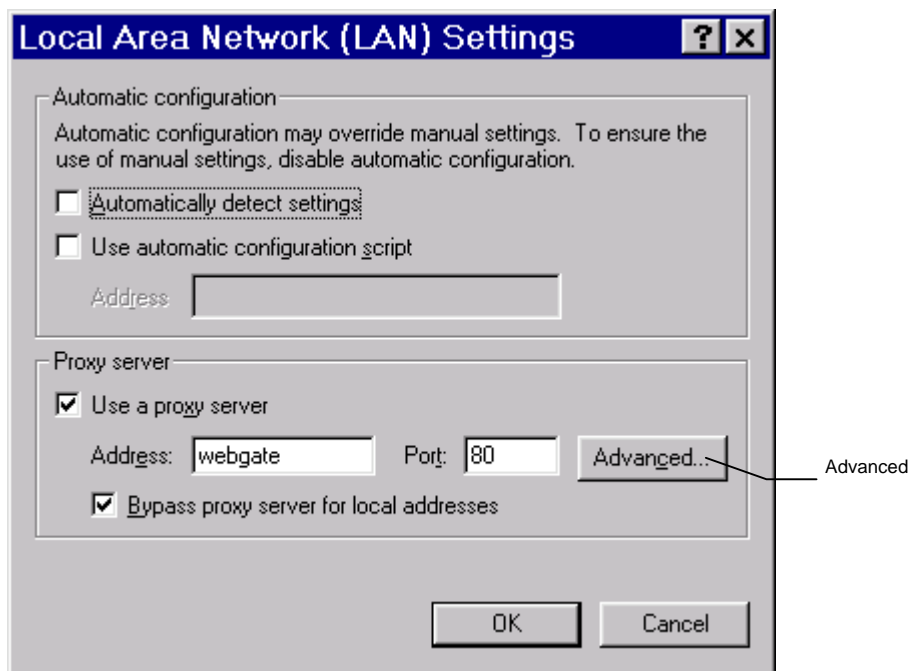 Local Area Network (LAN) Settings
Automatic configuration
Automatic configuration may override manual settings. To ensure the
use of manual settings, disable automatic configuration.
Automatically detect settings
Use automatic configuration script
Address
Proxy server
Use a proxy server
Address: webgate Port: 80 Advanced...
Advanced
Bypass proxy server for local addresses
OK Cancel